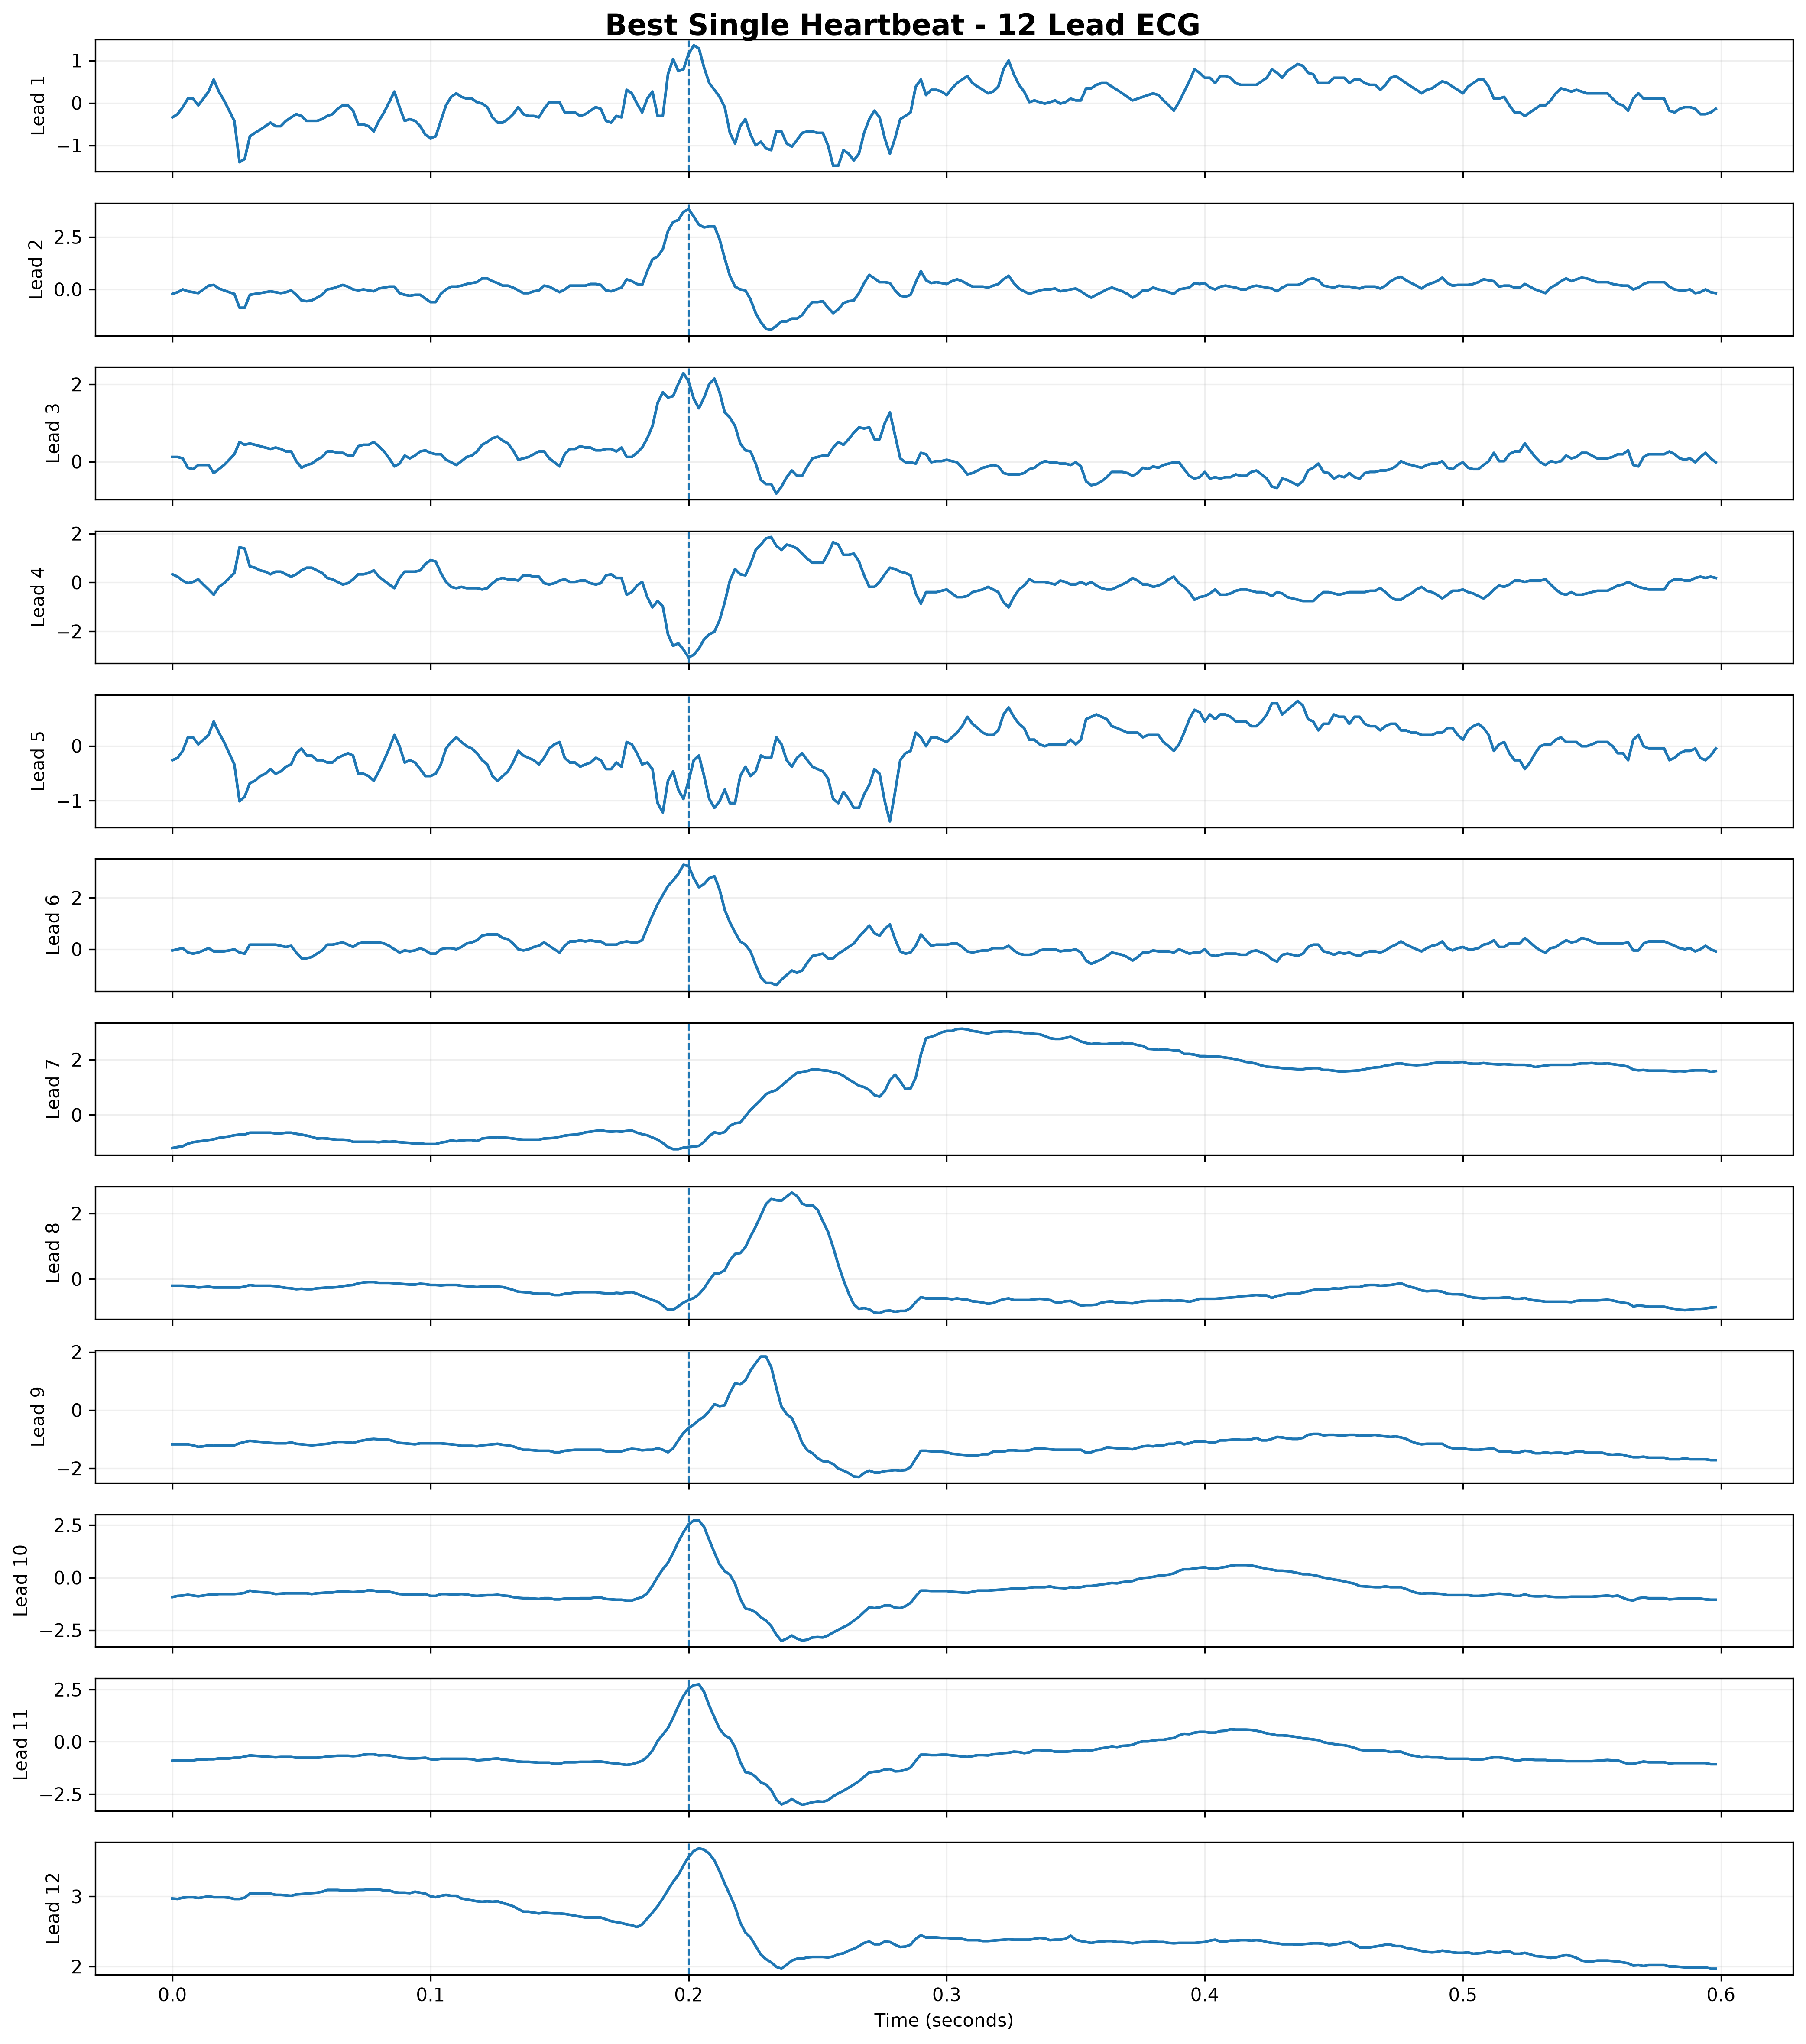 Best Single Heartbeat - 12 Lead ECG
Lead 1
1
0
−1
Lead 2
2.5
0.0
Lead 3
2
0
Lead 4
2
0
−2
Lead 5
0
−1
Lead 6
2
0
Lead 7
2
0
Lead 8
2
0
Lead 9
2
0
−2
Lead 10
2.5
0.0
−2.5
Lead 11
2.5
0.0
−2.5
Lead 12
3
2
0.0 0.1 0.2 0.3 0.4 0.5 0.6
Time (seconds)